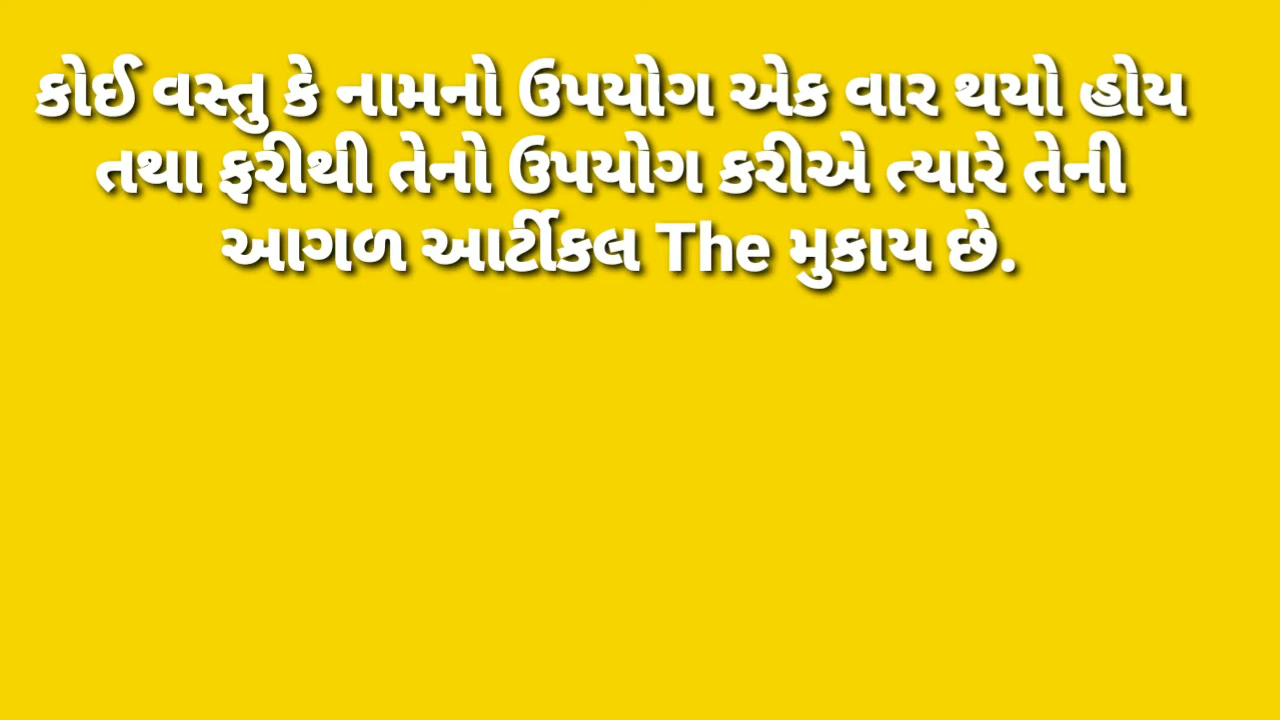 કોઈ વસ્તુ કે નામનો ઉપયોગ એક વાર થયો હોય
તથા ફરીથી તેનો ઉપયોગ કરીએ ત્યારે તેની
આગળ આર્ટીકલ The મુકાય છે.